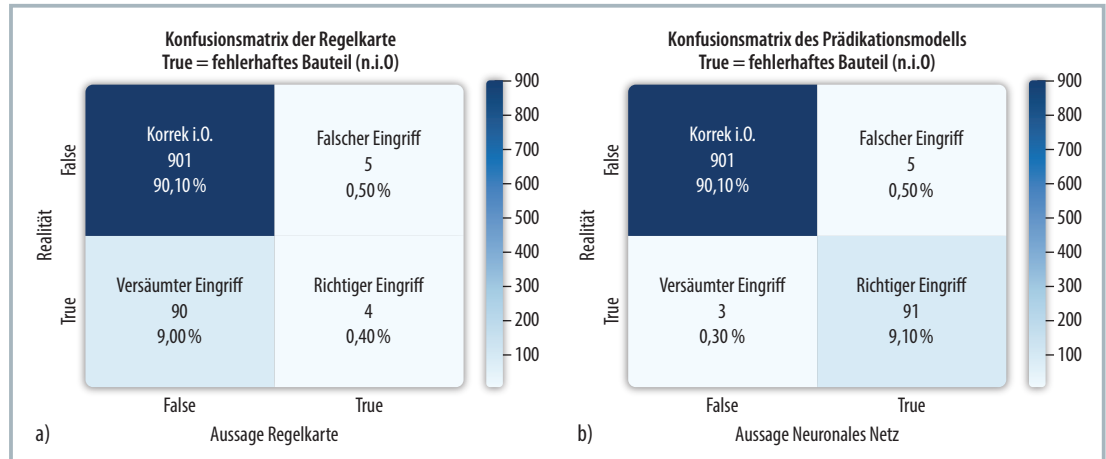 Konfusionsmatrix der Regelkarte
True = fehlerhaftes Bauteil (n.i.O)
Realität
False
True
Korrek i.O.
901
90,10 %
Falscher Eingriff
5
0,50 %
Versäumter Eingriff
90
9,00 %
Richtiger Eingriff
4
0,40 %
False
True
a)
Aussage Regelkarte
900
800
700
600
500
400
300
200
100
Konfusionsmatrix des Prädikationsmodells
True = fehlerhaftes Bauteil (n.i.O)
Realität
False
True
Korrek i.O.
901
90,10 %
Falscher Eingriff
5
0,50 %
Versäumter Eingriff
3
0,30 %
Richtiger Eingriff
91
9,10 %
False
True
b)
Aussage Neuronales Netz
900
800
700
600
500
400
300
200
100